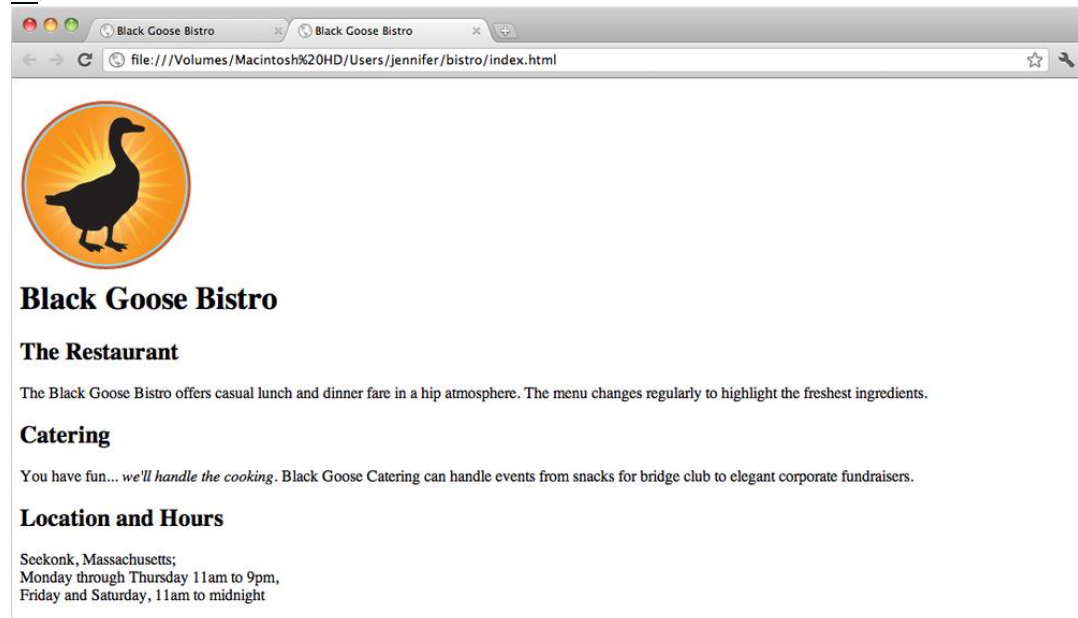 Black Goose Bistro
Black Goose Bistro
file:///Volumes/Macintosh%20HD/Users/jennifer/bistro/index.html
Black Goose Bistro
The Restaurant
The Black Goose Bistro offers casual lunch and dinner fare in a hip atmosphere. The menu changes regularly to highlight the freshest ingredients.
Catering
You have fun... we'll handle the cooking. Black Goose Catering can handle events from snacks for bridge club to elegant corporate fundraisers.
Location and Hours
Seekonk, Massachusetts;
Monday through Thursday 11am to 9pm,
Friday and Saturday, 11am to midnight